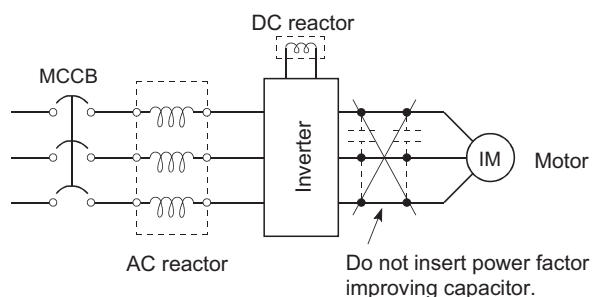 DC reactor
MCCB
Inverter
IM
Motor
AC reactor
Do not insert power factor
improving capacitor.